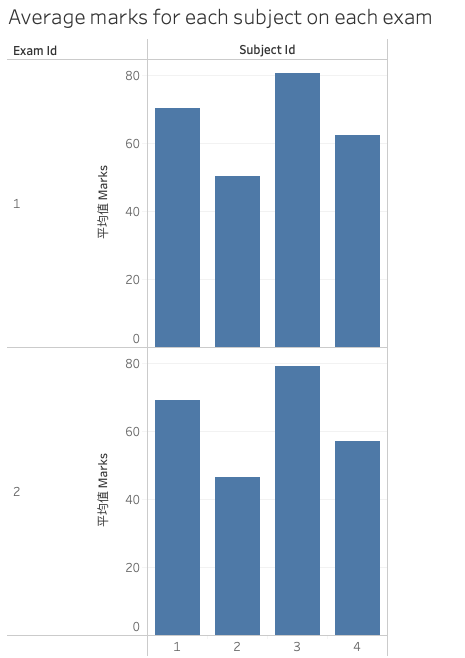 Average marks for each subject on each exam
Exam Id
Subject Id
1
平均值 Marks
80
60
40
20
0
2
平均值 Marks
80
60
40
20
0
1 2 3 4